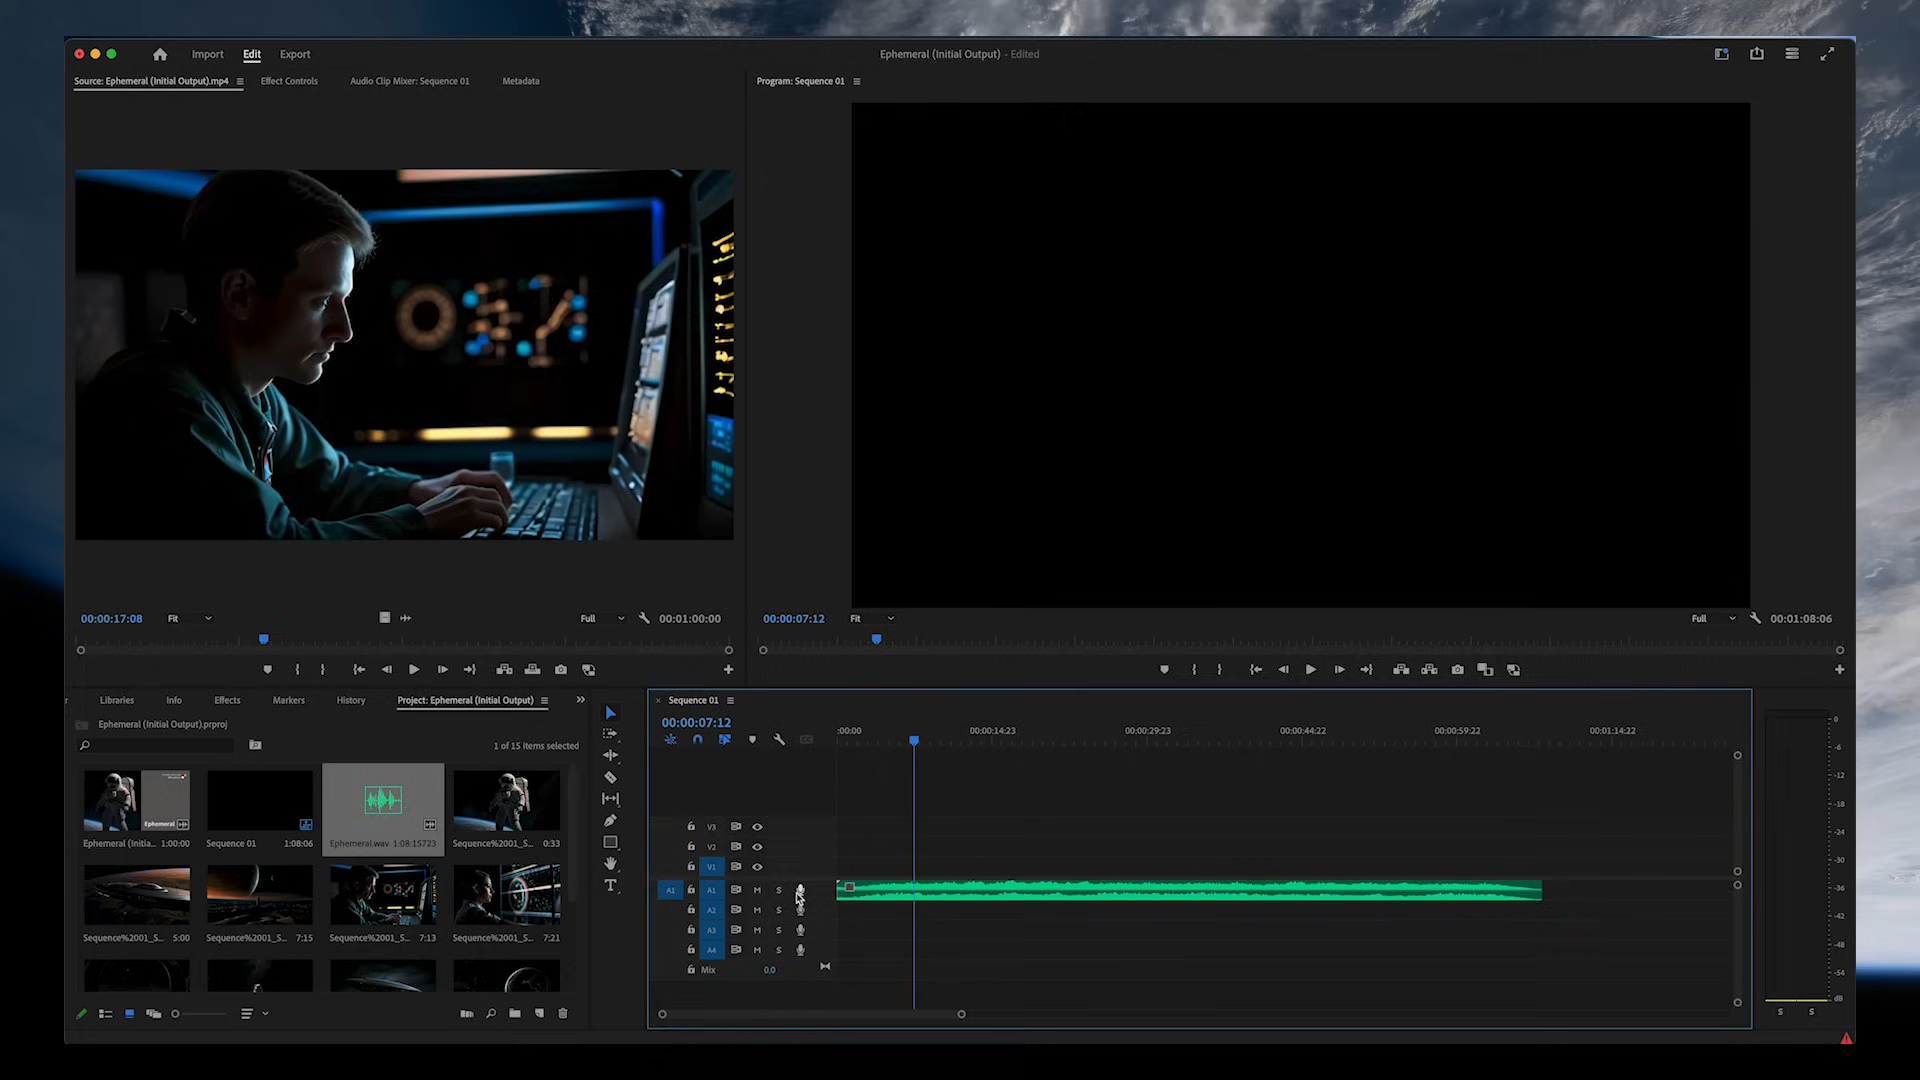 Import Edit Export
Ephemeral (Initial Output) - Edited
Source: Ephemeral (Initial Output).mp4
Effect Controls
Audio Clip Mixer: Sequence 01
Metadata
Program: Sequence 01
00:00:17:08
Fit
Full
00:01:00:00
00:00:07:12
Fit
Full
00:01:08:06
Libraries
Info
Effects
Markers
History
Project: Ephemeral (Initial Output)
Ephemeral (Initial Output).prproj
1 of 15 items selected
Ephemeral
Ephemeral (Initia... 1:00:00
Sequence 01 1:08:06
Ephemeral.wav 1:08:15723
Sequence%2001_S... 0:33
Sequence%2001_S... 5:00
Sequence%2001_S... 7:15
Sequence%2001_S... 7:13
Sequence%2001_S... 7:21
Sequence 01
00:00:07:12
:00:00
00:00:14:23
00:00:29:23
00:00:44:22
00:00:59:22
00:01:14:22
V3
V2
V1
A1 A1 M S
A2 M S
A3 M S
A4 M S
Mix 0.0
0
-6
-12
-18
-24
-30
-36
-42
-48
-54
dB
S S